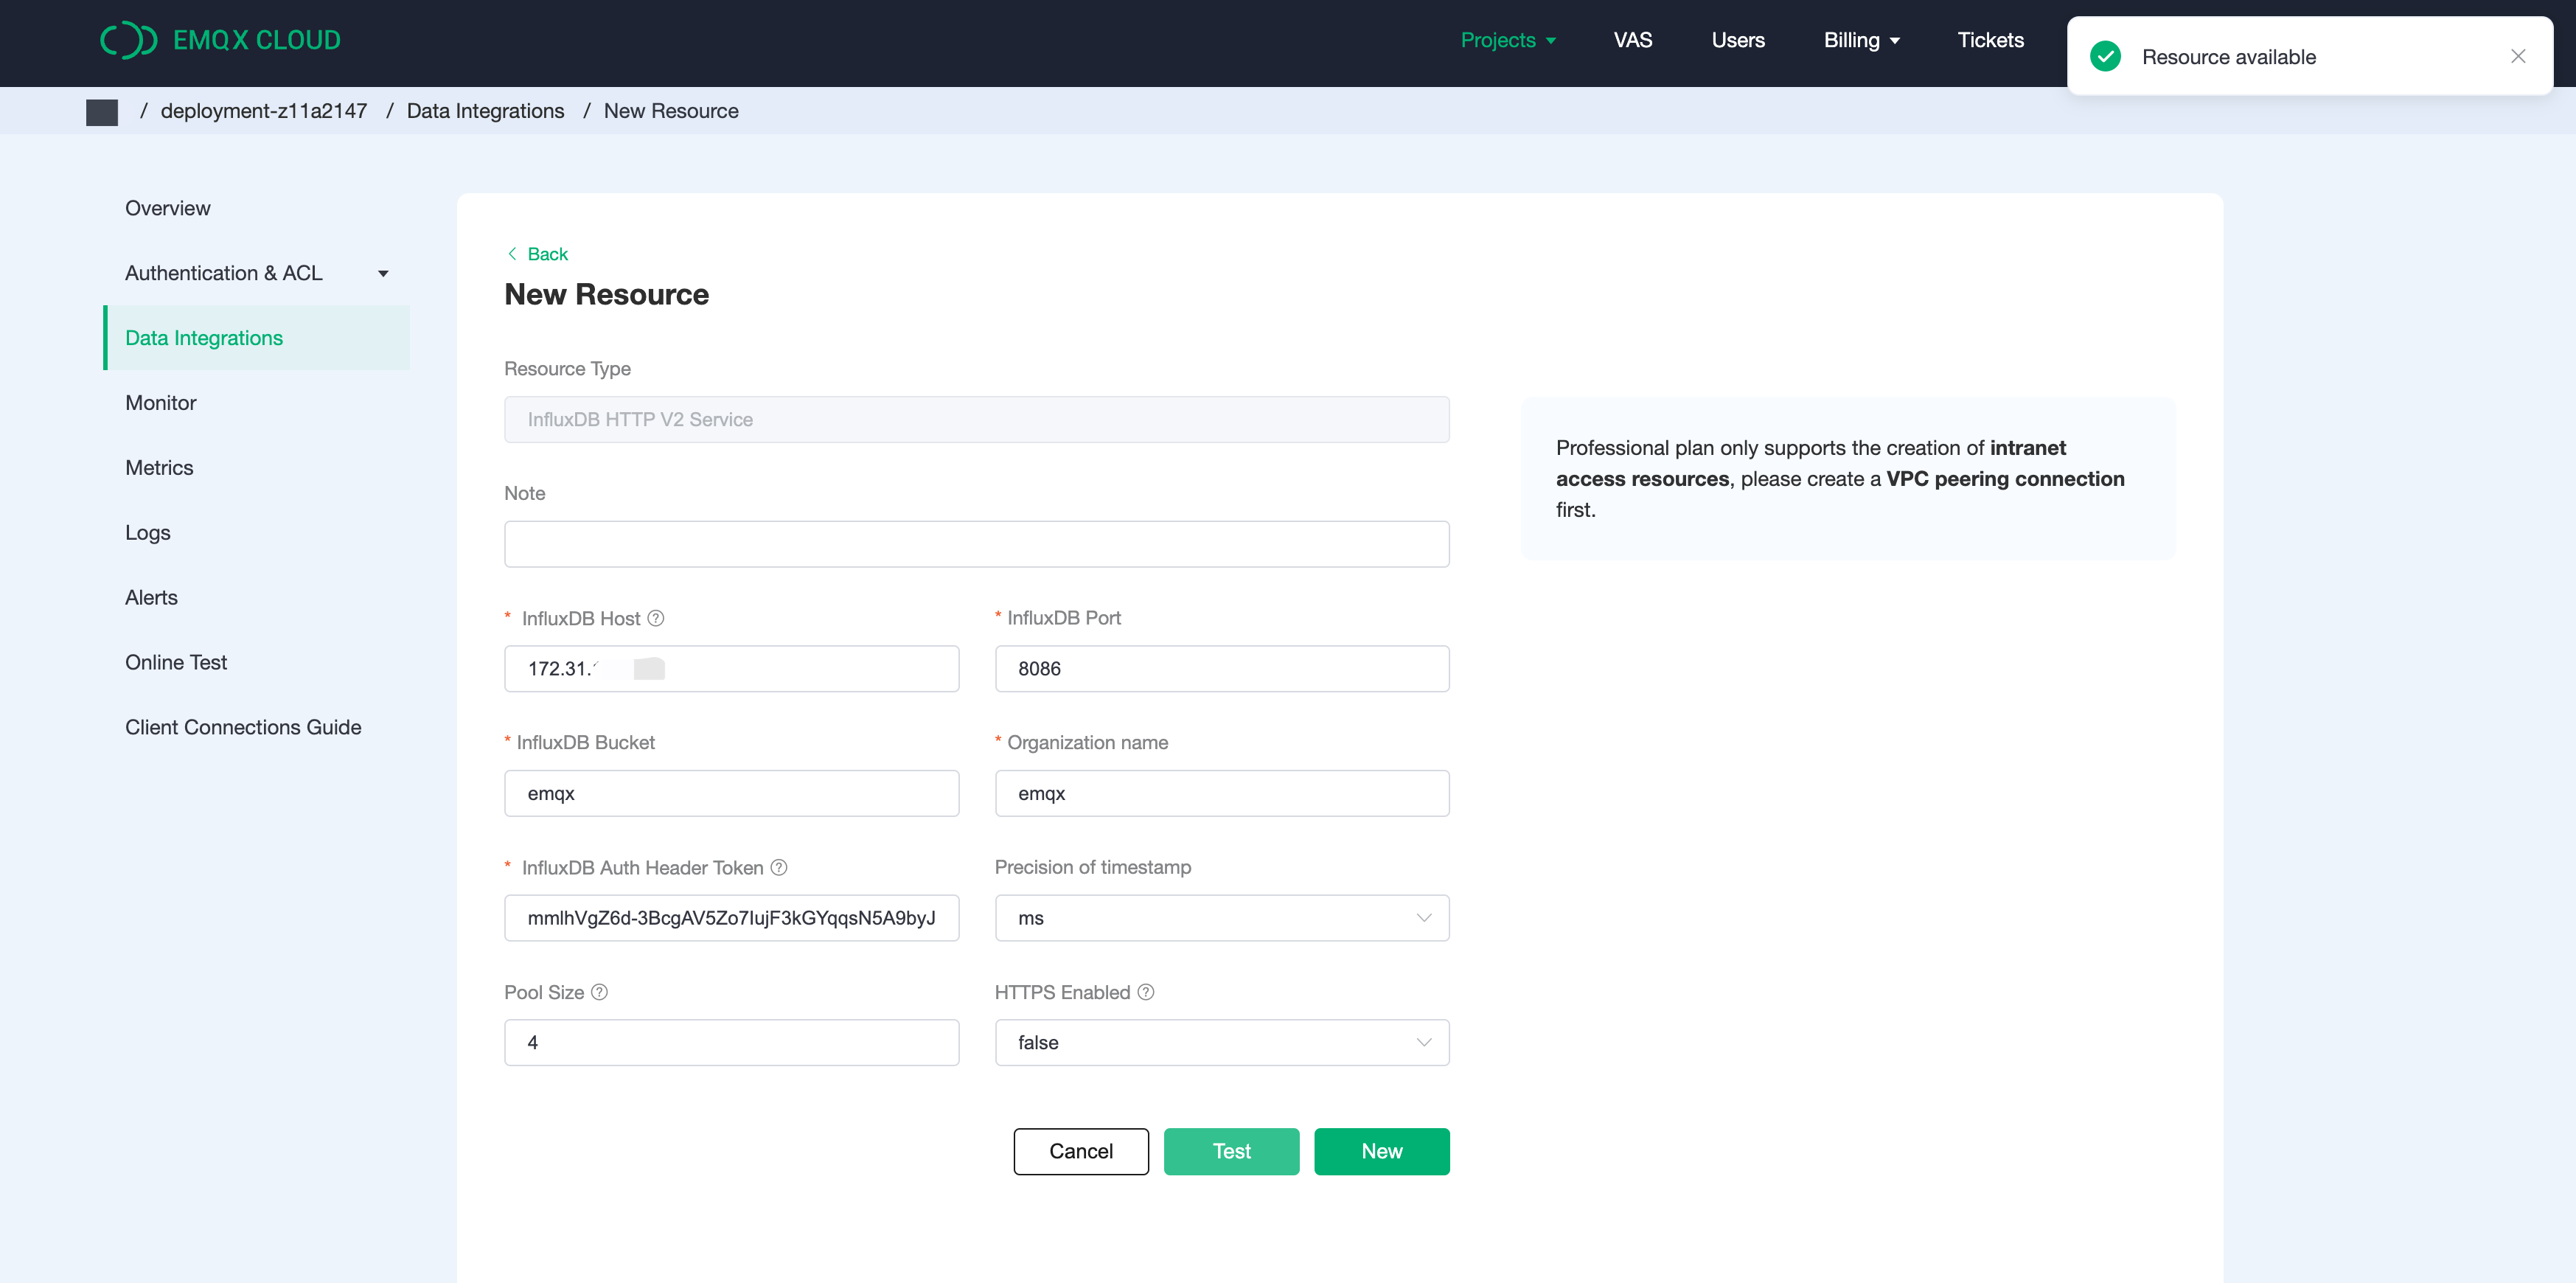 EMQX CLOUD
Projects
VAS
Users
Billing
Tickets
Resource available
/ deployment-z11a2147 / Data Integrations / New Resource
Overview
Authentication & ACL
Data Integrations
Monitor
Metrics
Logs
Alerts
Online Test
Client Connections Guide
Back
New Resource
Resource Type
InfluxDB HTTP V2 Service
Note
* InfluxDB Host ?
172.31.
* InfluxDB Port
8086
* InfluxDB Bucket
emqx
* Organization name
emqx
* InfluxDB Auth Header Token ?
mmlhVgZ6d-3BcgAV5Zo7IujF3kGYqqsN5A9byJ
Precision of timestamp
ms
Pool Size ?
4
HTTPS Enabled ?
false
Cancel
Test
New
Professional plan only supports the creation of intranet
access resources, please create a VPC peering connection
first.